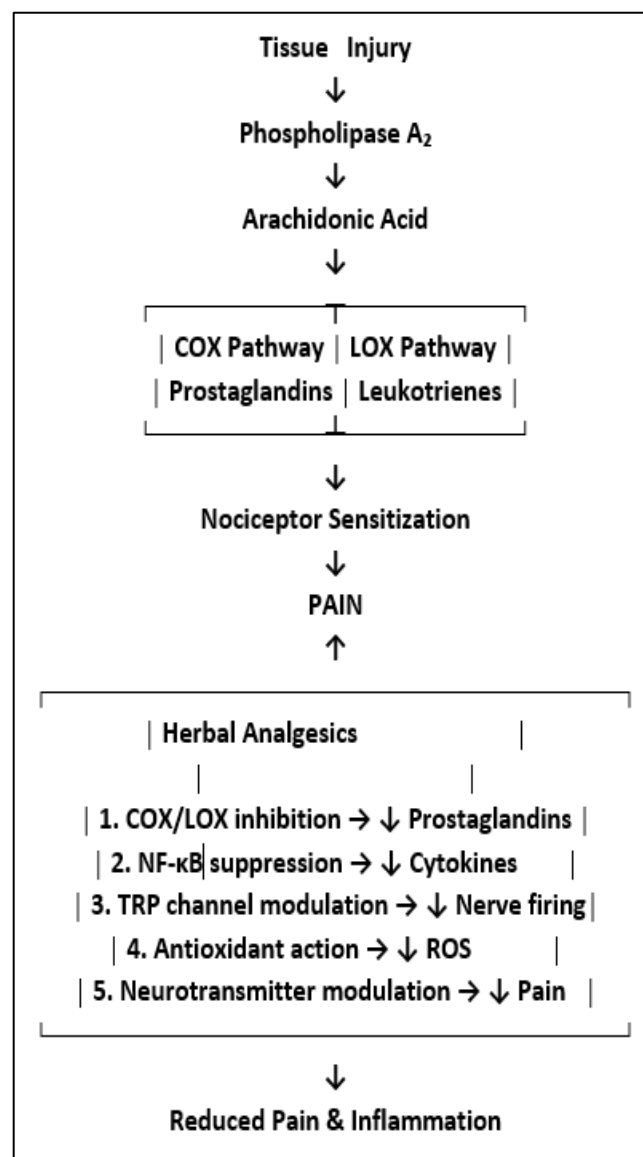 Tissue Injury
↓
Phospholipase A₂
↓
Arachidonic Acid
↓
| COX Pathway | LOX Pathway |
| Prostaglandins | Leukotrienes |
↓
Nociceptor Sensitization
↓
PAIN
↑
| Herbal Analgesics |
| |
| 1. COX/LOX inhibition → ↓ Prostaglandins |
| 2. NF-κB suppression → ↓ Cytokines |
| 3. TRP channel modulation → ↓ Nerve firing |
| 4. Antioxidant action → ↓ ROS |
| 5. Neurotransmitter modulation → ↓ Pain |
↓
Reduced Pain & Inflammation